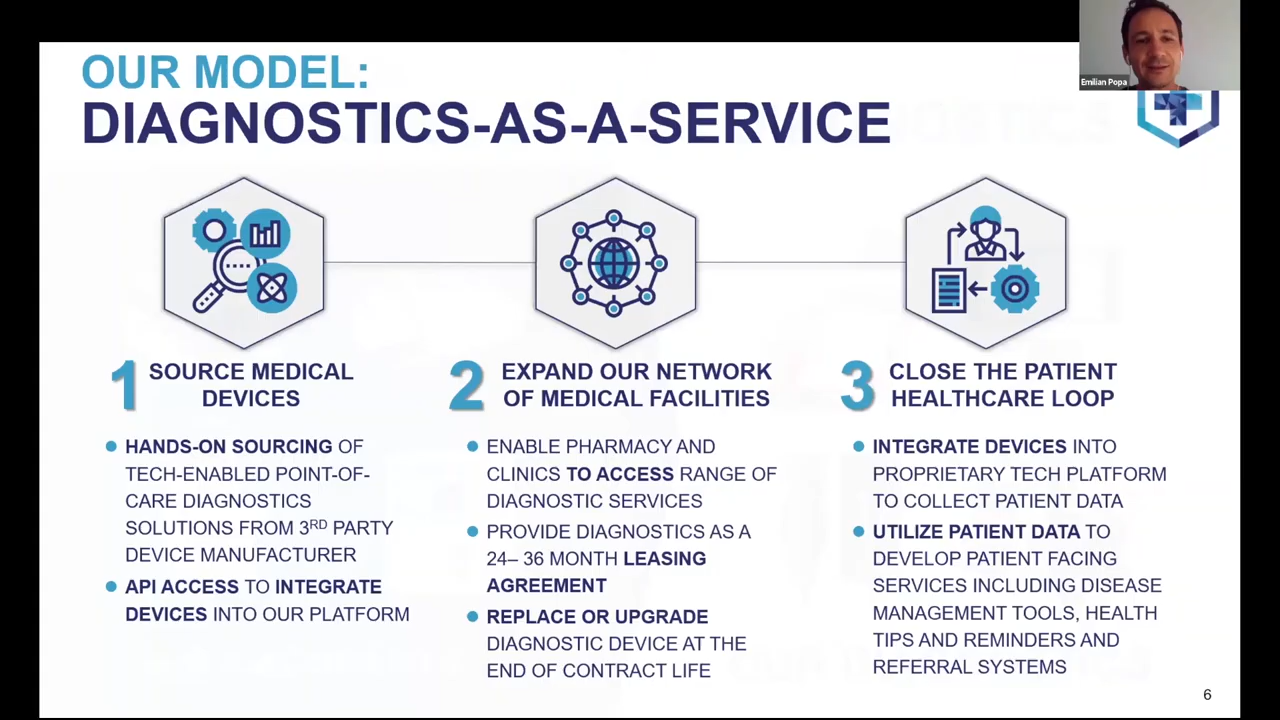 OUR MODEL:
DIAGNOSTICS-AS-A-SERVICE
Emilian Popa
1 SOURCE MEDICAL
DEVICES
HANDS-ON SOURCING OF
TECH-ENABLED POINT-OF-
CARE DIAGNOSTICS
SOLUTIONS FROM 3RD PARTY
DEVICE MANUFACTURER
API ACCESS TO INTEGRATE
DEVICES INTO OUR PLATFORM
2 EXPAND OUR NETWORK
OF MEDICAL FACILITIES
ENABLE PHARMACY AND
CLINICS TO ACCESS RANGE OF
DIAGNOSTIC SERVICES
PROVIDE DIAGNOSTICS AS A
24– 36 MONTH LEASING
AGREEMENT
REPLACE OR UPGRADE
DIAGNOSTIC DEVICE AT THE
END OF CONTRACT LIFE
3 CLOSE THE PATIENT
HEALTHCARE LOOP
INTEGRATE DEVICES INTO
PROPRIETARY TECH PLATFORM
TO COLLECT PATIENT DATA
UTILIZE PATIENT DATA TO
DEVELOP PATIENT FACING
SERVICES INCLUDING DISEASE
MANAGEMENT TOOLS, HEALTH
TIPS AND REMINDERS AND
REFERRAL SYSTEMS
6